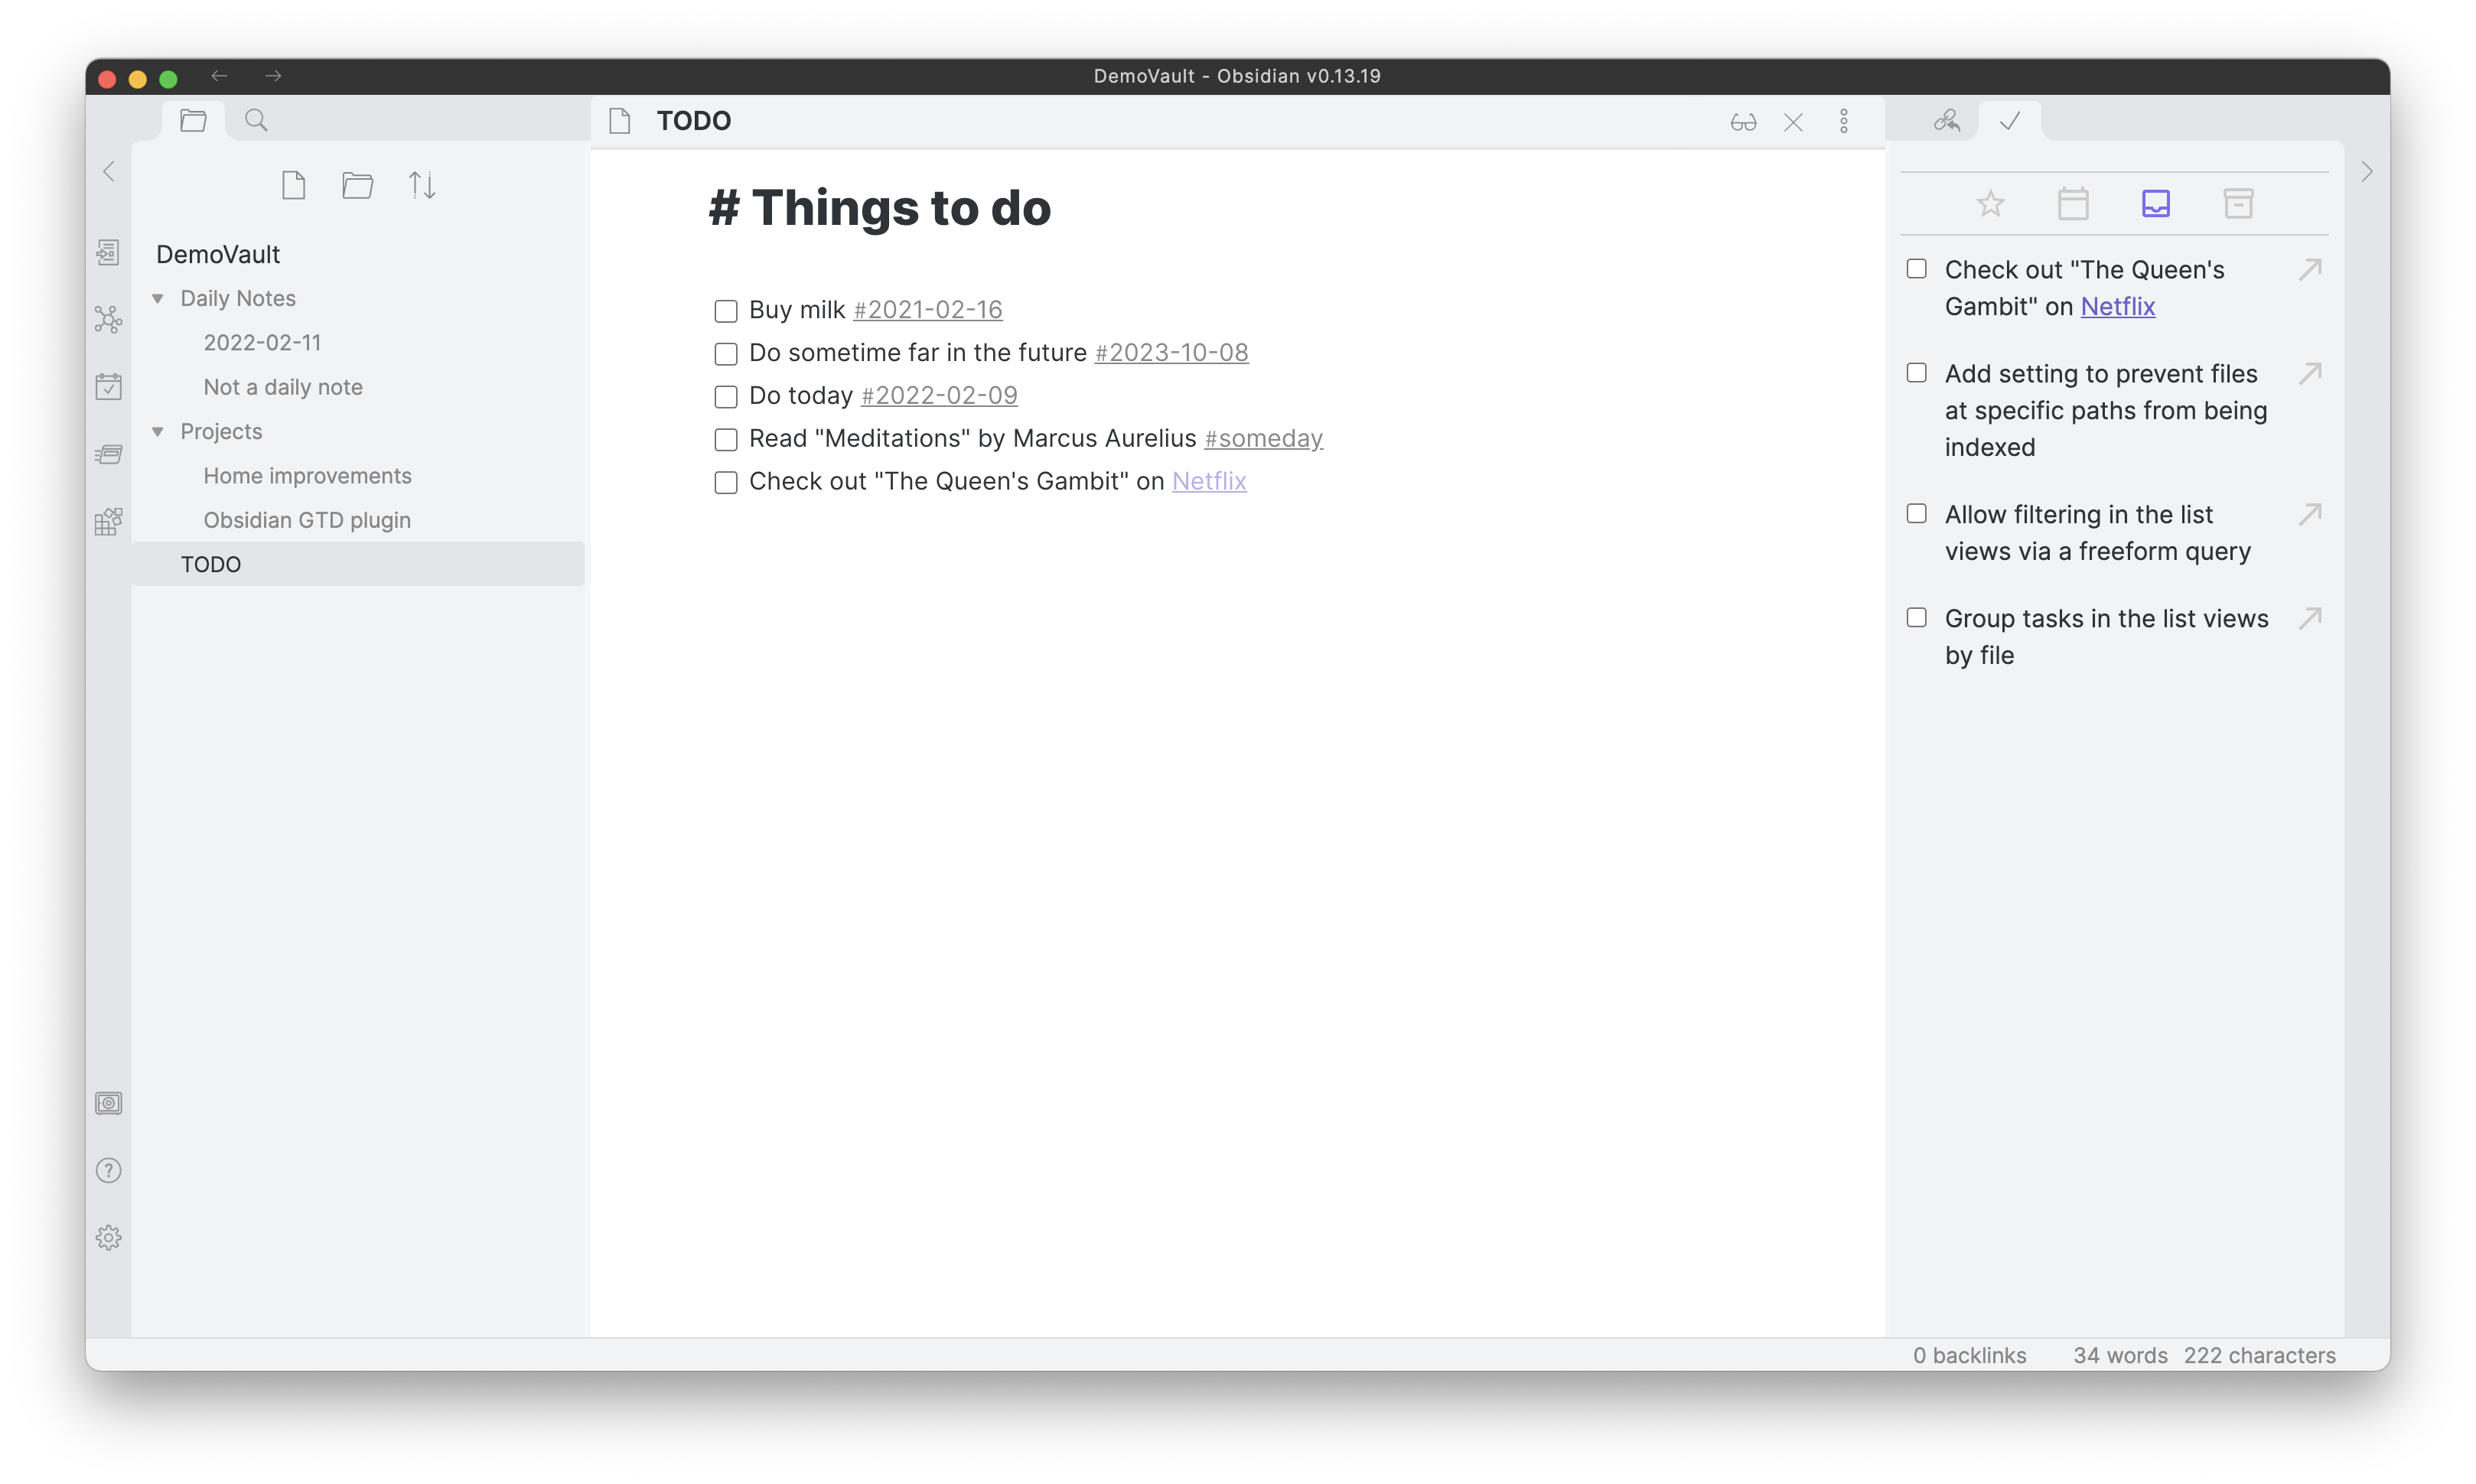 DemoVault - Obsidian v0.13.19
TODO
DemoVault
Daily Notes
2022-02-11
Not a daily note
Projects
Home improvements
Obsidian GTD plugin
TODO
# Things to do
Buy milk #2021-02-16
Do sometime far in the future #2023-10-08
Do today #2022-02-09
Read "Meditations" by Marcus Aurelius #someday
Check out "The Queen's Gambit" on Netflix
Check out "The Queen's
Gambit" on Netflix
Add setting to prevent files
at specific paths from being
indexed
Allow filtering in the list
views via a freeform query
Group tasks in the list views
by file
0 backlinks 34 words 222 characters